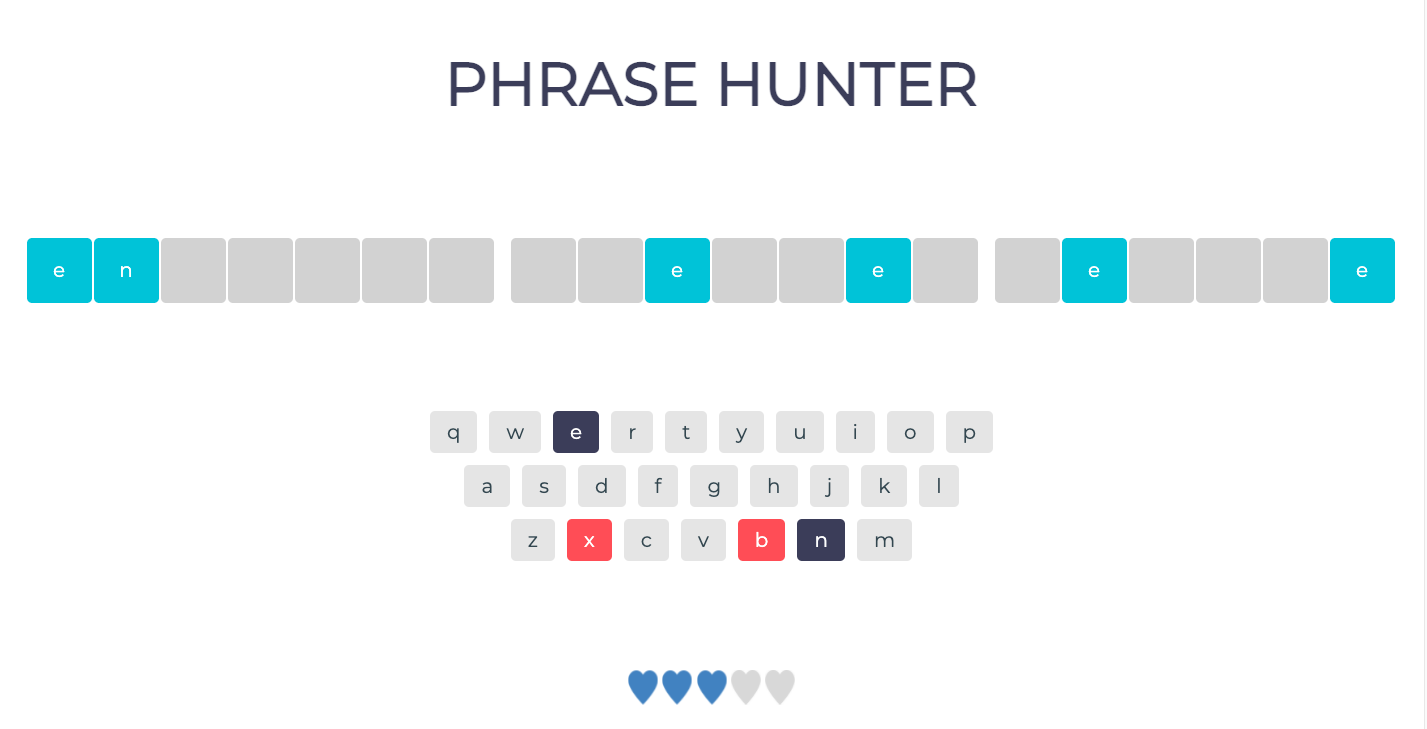 PHRASE HUNTER
e n e e e e
q w e r t y u i o p
a s d f g h j k l
z x c v b n m